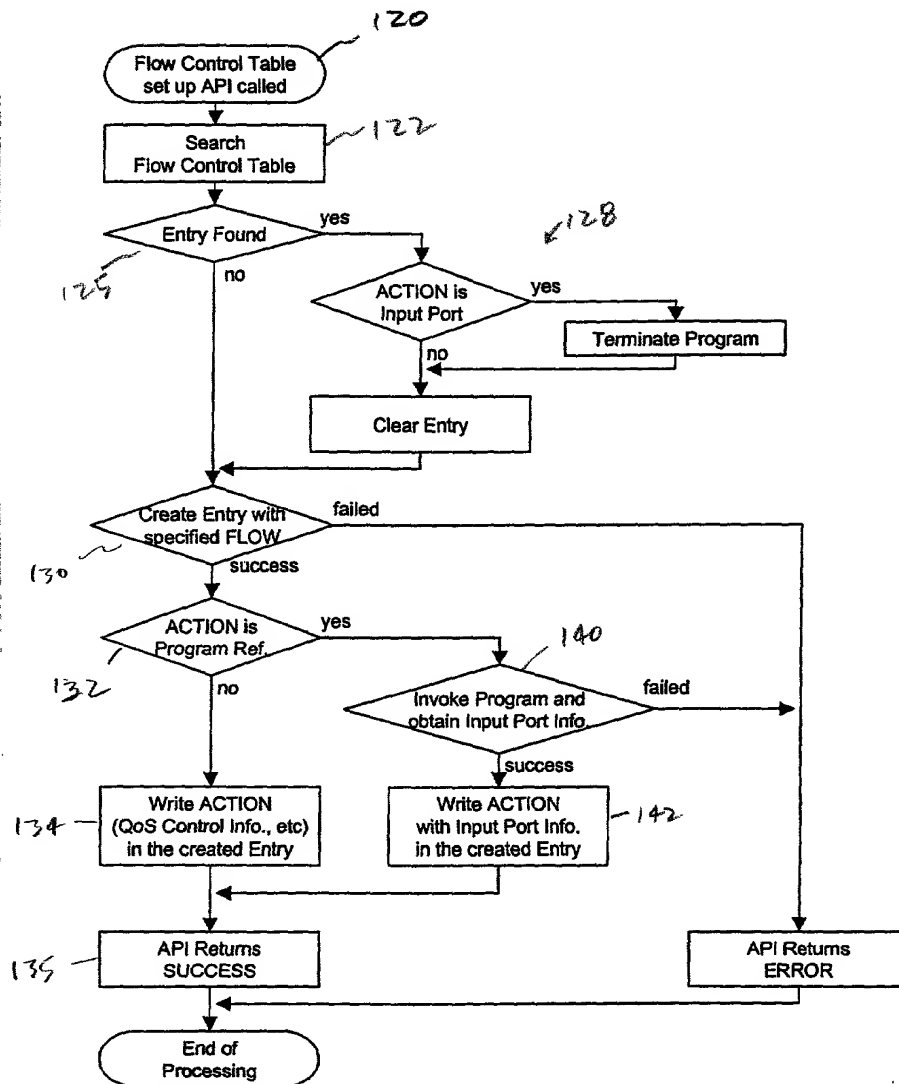 120
Flow Control Table
set up API called
122
Search
Flow Control Table
yes
128
Entry Found
125
no
ACTION is
Input Port
yes
Terminate Program
no
Clear Entry
Create Entry with
specified FLOW
failed
130
success
ACTION is
Program Ref.
yes
132
140
no
Invoke Program and
obtain Input Port Info.
failed
success
134
Write ACTION
(QoS Control Info., etc)
in the created Entry
Write ACTION
with Input Port Info.
in the created Entry
142
135
API Returns
SUCCESS
API Returns
ERROR
End of
Processing